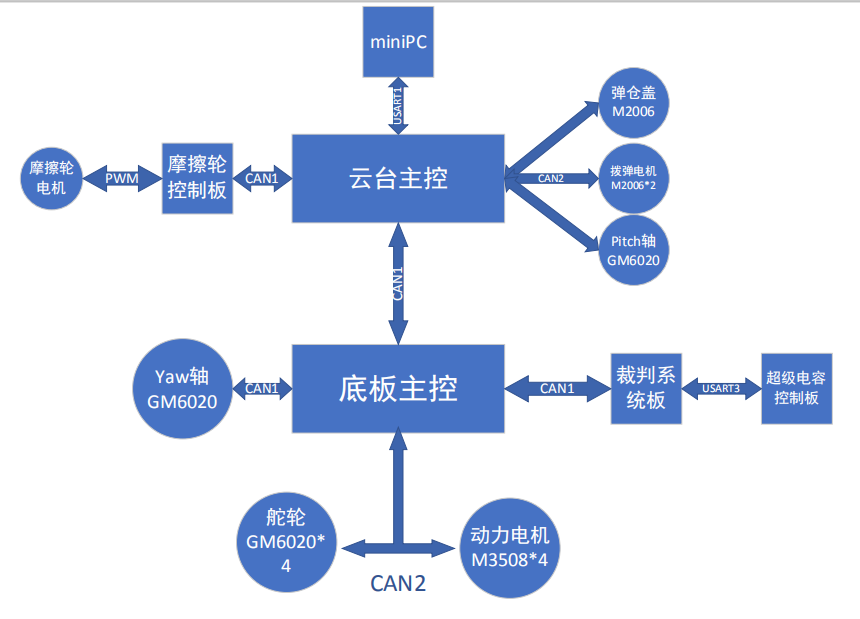 miniPC
USART1
弹仓盖
M2006
摩擦轮
电机
PWM
摩擦轮
控制板
CAN1
云台主控
CAN2
拨弹电机
M2006*2
Pitch轴
GM6020
CAN1
Yaw轴
GM6020
CAN1
底板主控
CAN1
裁判系
统板
USART3
超级电容
控制板
舵轮
GM6020*
4
动力电机
M3508*4
CAN2